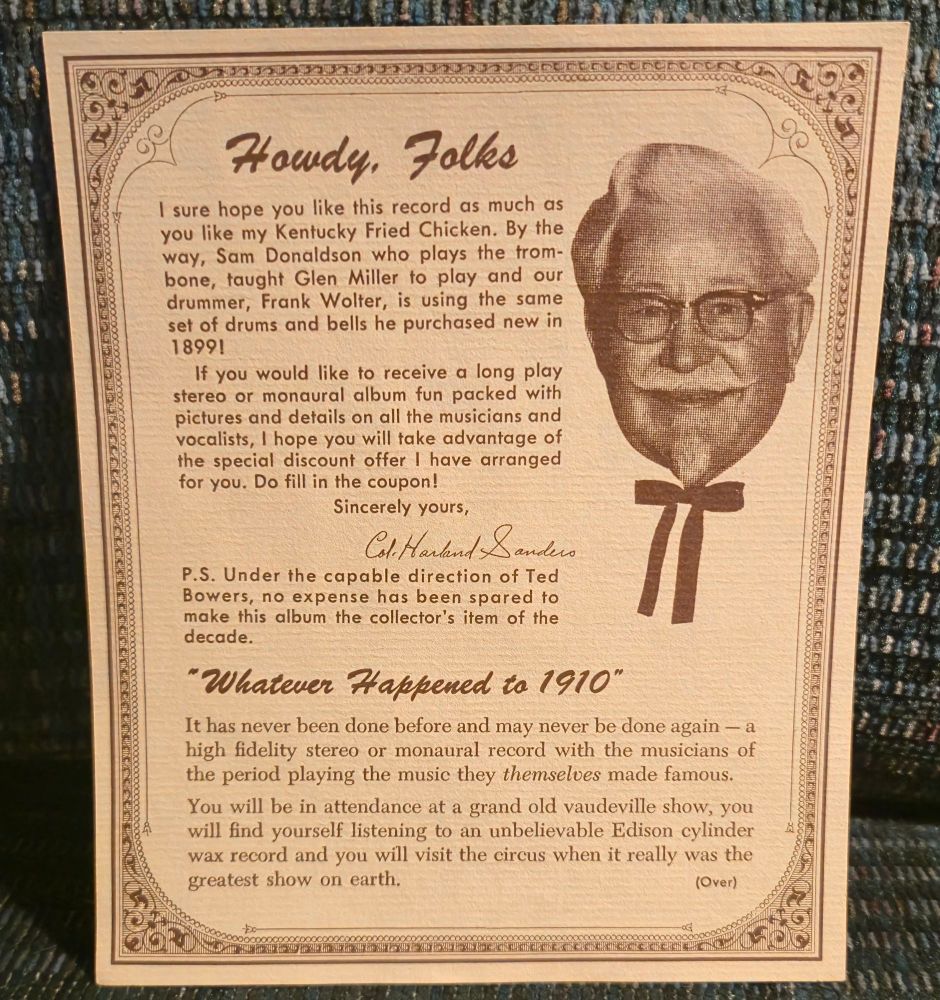 Howdy, Folks
I sure hope you like this record as much as
you like my Kentucky Fried Chicken. By the
way, Sam Donaldson who plays the trom-
bone, taught Glen Miller to play and our
drummer, Frank Wolter, is using the same
set of drums and bells he purchased new in
1899!
If you would like to receive a long play
stereo or monaural album fun packed with
pictures and details on all the musicians and
vocalists, I hope you will take advantage of
the special discount offer I have arranged
for you. Do fill in the coupon!
Sincerely yours,
Col. Harland Sanders
P.S. Under the capable direction of Ted
Bowers, no expense has been spared to
make this album the collector's item of the
decade.
"Whatever Happened to 1910"
It has never been done before and may never be done again — a
high fidelity stereo or monaural record with the musicians of
the period playing the music they themselves made famous.
You will be in attendance at a grand old vaudeville show, you
will find yourself listening to an unbelievable Edison cylinder
wax record and you will visit the circus when it really was the
greatest show on earth.
(Over)